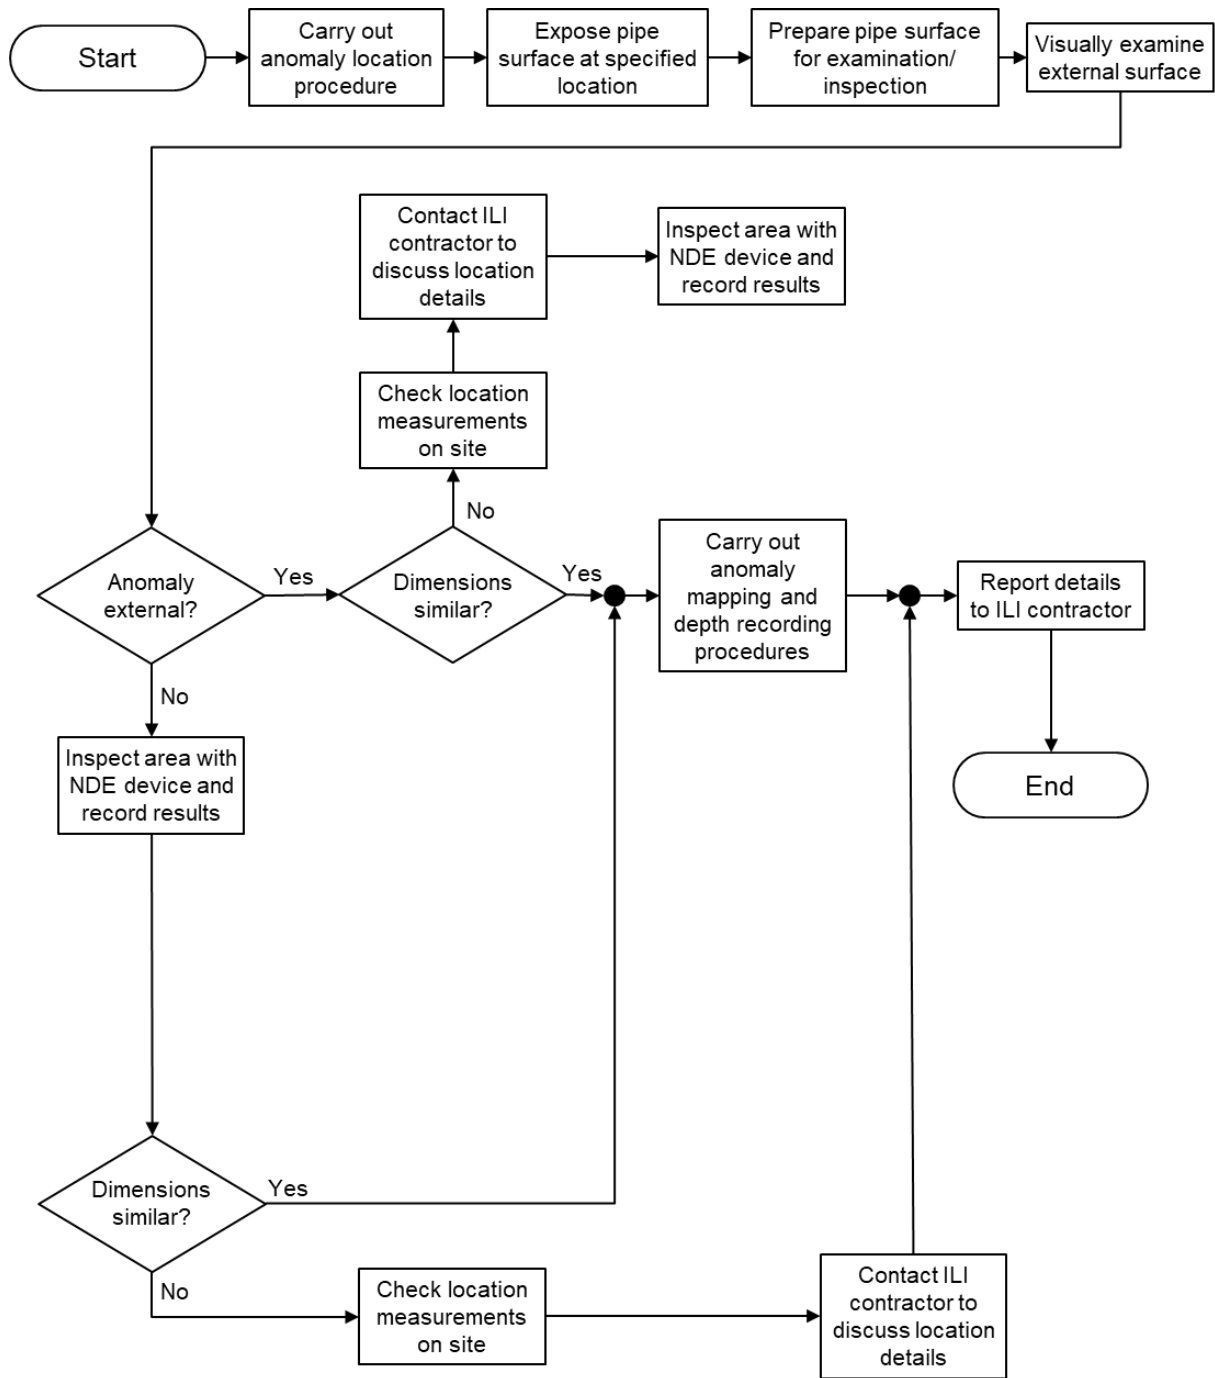 Start
Carry out
anomaly location
procedure
Expose pipe
surface at specified
location
Prepare pipe surface
for examination/
inspection
Visually examine
external surface
Contact ILI
contractor to
discuss location
details
Inspect area with
NDE device and
record results
Check location
measurements
on site
No
Anomaly
external?
Yes
Dimensions
similar?
Yes
Carry out
anomaly
mapping and
depth recording
procedures
Report details
to ILI contractor
No
Inspect area with
NDE device and
record results
End
Dimensions
similar?
Yes
No
Check location
measurements
on site
Contact ILI
contractor to
discuss location
details